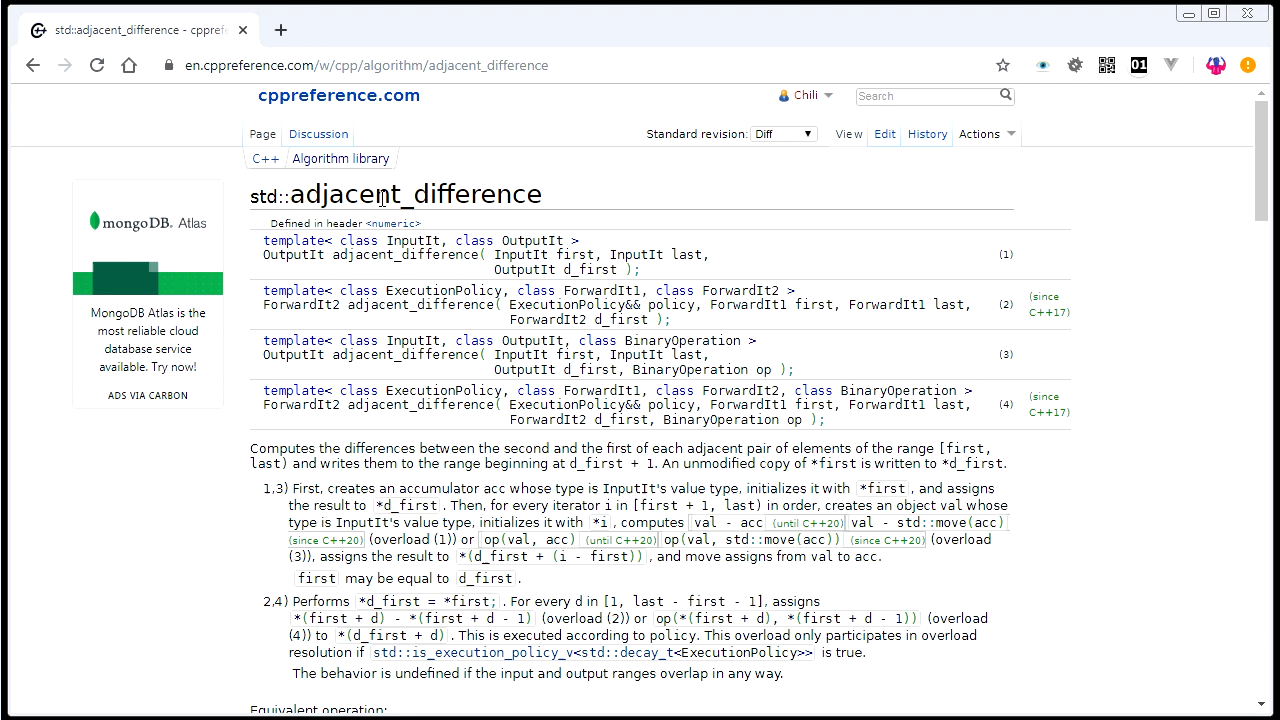 std::adjacent_difference - cppref
en.cppreference.com/w/cpp/algorithm/adjacent_difference
01
cppreference.com
Chili
Search
Page Discussion Standard revision: Diff View Edit History Actions
C++ Algorithm library
std::adjacent_difference
Defined in header <numeric>
template< class InputIt, class OutputIt >
OutputIt adjacent_difference( InputIt first, InputIt last, (1)
OutputIt d_first );
template< class ExecutionPolicy, class ForwardIt1, class ForwardIt2 >
ForwardIt2 adjacent_difference( ExecutionPolicy&& policy, ForwardIt1 first, ForwardIt1 last, (2) (since C++17)
ForwardIt2 d_first );
template< class InputIt, class OutputIt, class BinaryOperation >
OutputIt adjacent_difference( InputIt first, InputIt last, (3)
OutputIt d_first, BinaryOperation op );
template< class ExecutionPolicy, class ForwardIt1, class ForwardIt2, class BinaryOperation >
ForwardIt2 adjacent_difference( ExecutionPolicy&& policy, ForwardIt1 first, ForwardIt1 last, (4) (since C++17)
ForwardIt2 d_first, BinaryOperation op );
mongoDB. Atlas
MongoDB Atlas is the
most reliable cloud
database service
available. Try now!
ADS VIA CARBON
Computes the differences between the second and the first of each adjacent pair of elements of the range [first,
last) and writes them to the range beginning at d_first + 1. An unmodified copy of *first is written to *d_first.
1,3) First, creates an accumulator acc whose type is InputIt's value type, initializes it with *first, and assigns
the result to *d_first. Then, for every iterator i in [first + 1, last) in order, creates an object val whose
type is InputIt's value type, initializes it with *i, computes val - acc (until C++20) val - std::move(acc)
(since C++20) (overload (1)) or op(val, acc) (until C++20) op(val, std::move(acc)) (since C++20) (overload
(3)), assigns the result to *(d_first + (i - first)), and move assigns from val to acc.
first may be equal to d_first.
2,4) Performs *d_first = *first;. For every d in [1, last - first - 1], assigns
*(first + d) - *(first + d - 1) (overload (2)) or op(*(first + d), *(first + d - 1)) (overload
(4)) to *(d_first + d). This is executed according to policy. This overload only participates in overload
resolution if std::is_execution_policy_v<std::decay_t<ExecutionPolicy>> is true.
The behavior is undefined if the input and output ranges overlap in any way.
Equivalent operation: